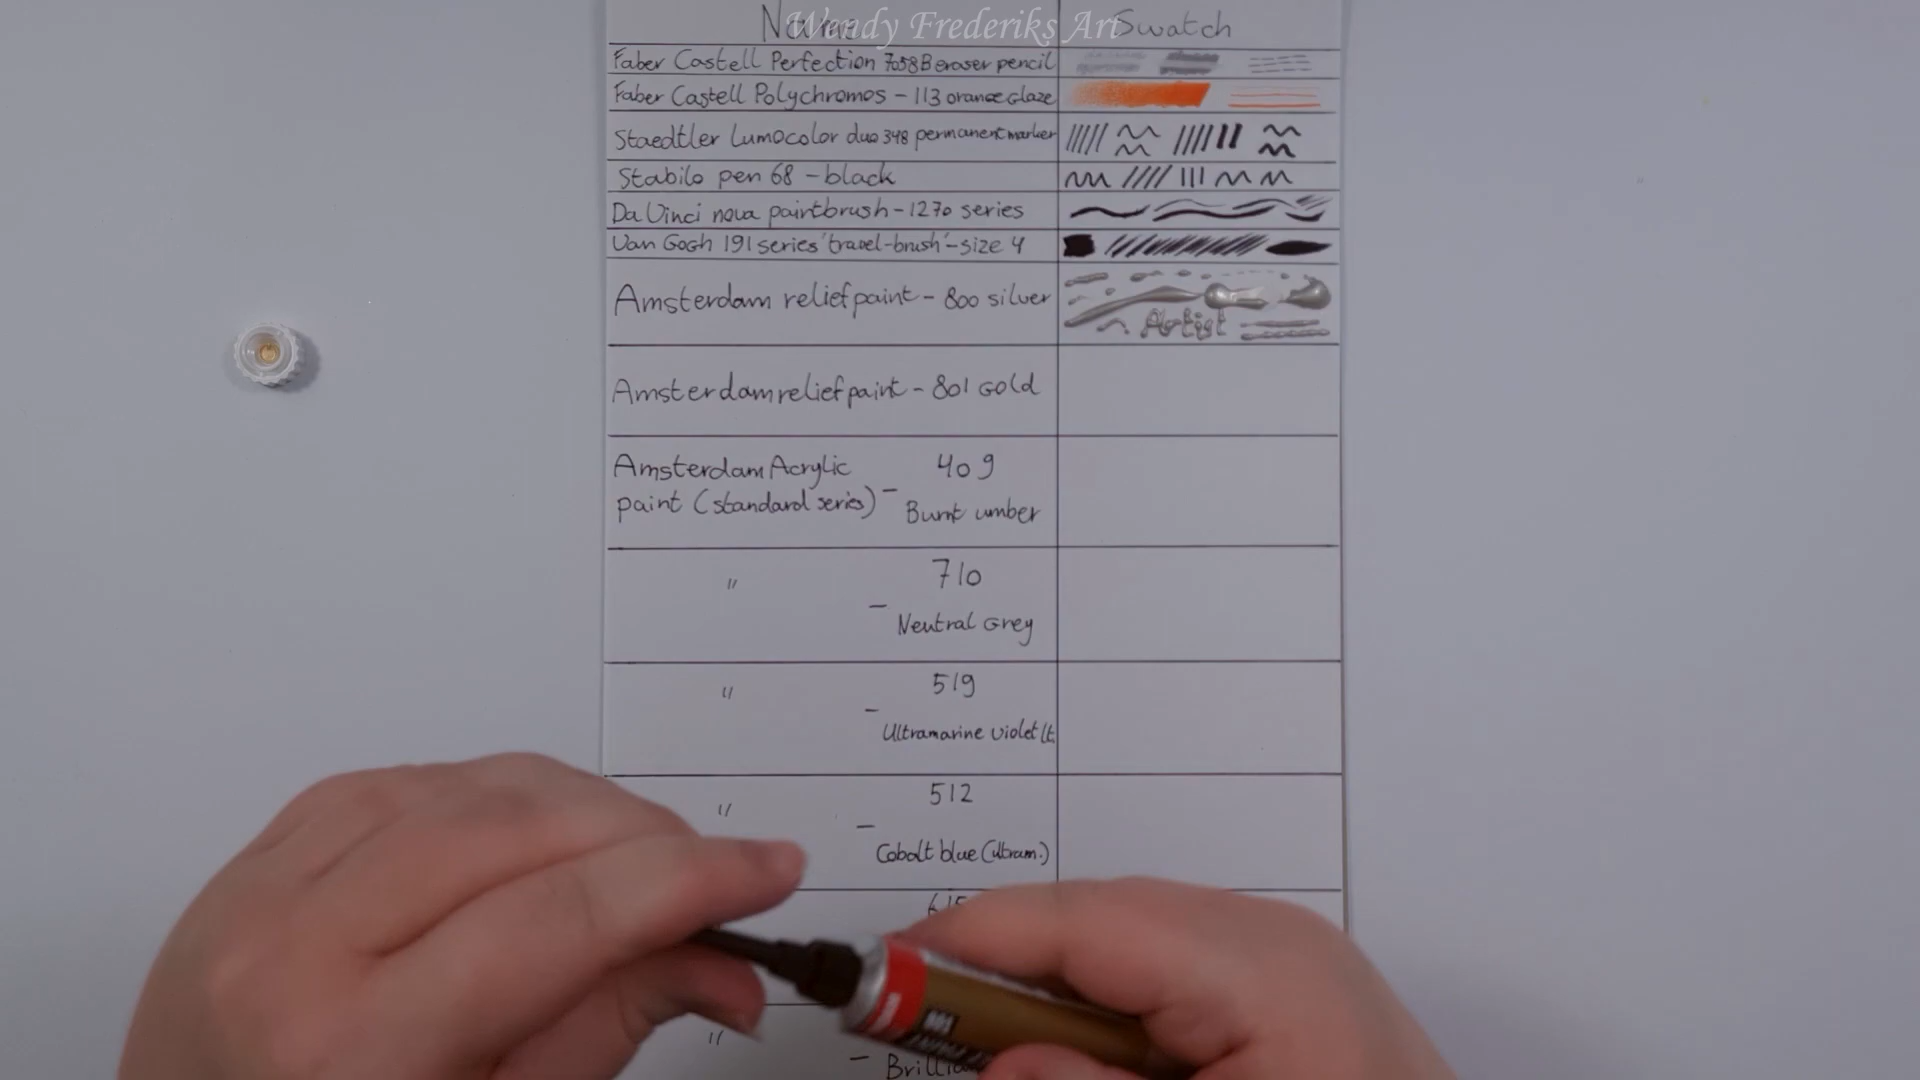 Wendy Frederiks Art
Name Swatch
Faber Castell Perfection 7058B eraser pencil
Faber Castell Polychromos - 113 orange Glaze
Staedtler Lumocolor duo 348 permanent marker
Stabilo pen 68 - black
Da Vinci nova paintbrush - 1270 series
Van Gogh 191 series 'travel-brush' - size 4
Amsterdam relief paint - 800 silver
Artist
Amsterdam relief paint - 801 Gold
Amsterdam Acrylic 409
paint (standard series) - Burnt umber
710
" - Neutral Grey
519
" - Ultramarine violet Lt.
512
" - Cobalt blue (Ultram.)
"